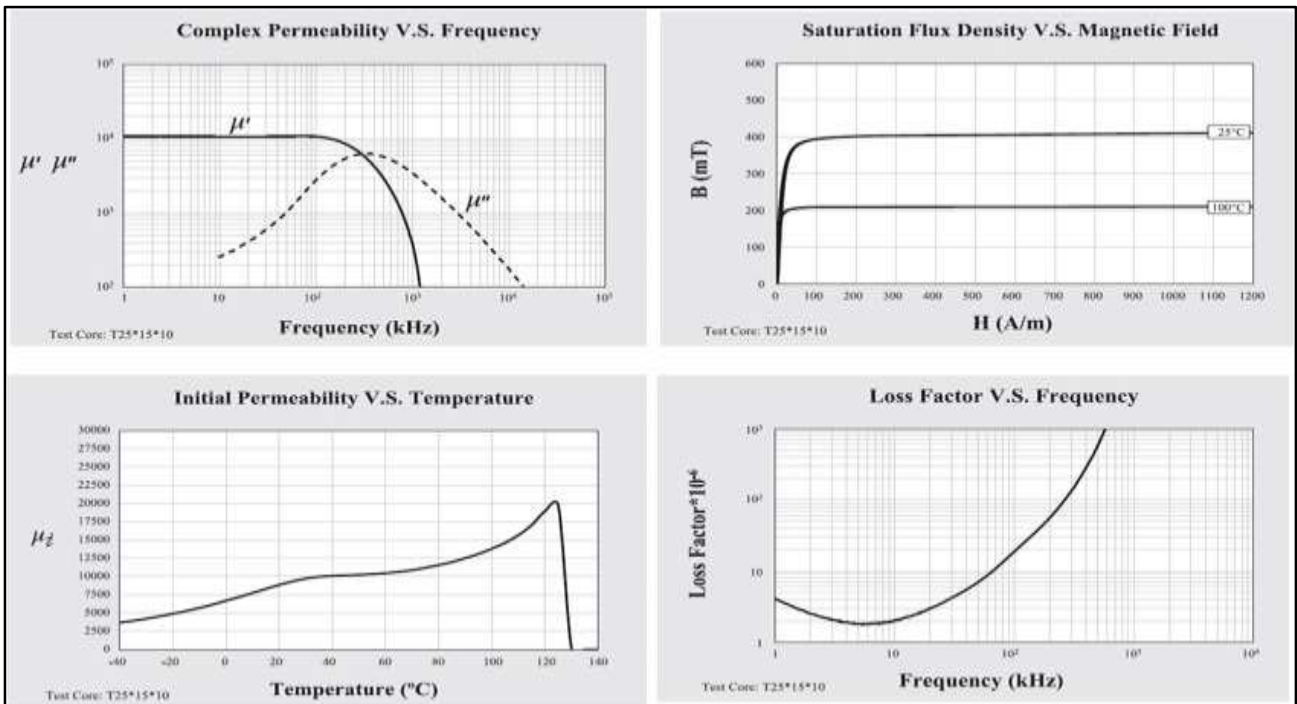 Complex Permeability V.S. Frequency
10⁵
10⁴
10³
10²
μ' μ"
μ'
μ"
1 10 10² 10³ 10⁴ 10⁵
Frequency (kHz)
Test Core: T25*15*10
Saturation Flux Density V.S. Magnetic Field
600
500
400
300
200
100
0
B (mT)
25°C
100°C
0 100 200 300 400 500 600 700 800 900 1000 1100 1200
H (A/m)
Test Core: T25*15*10
Initial Permeability V.S. Temperature
30000
27500
25000
22500
20000
17500
15000
12500
10000
7500
5000
2500
0
μi
-40 -20 0 20 40 60 80 100 120 140
Temperature (ºC)
Test Core: T25*15*10
Loss Factor V.S. Frequency
10³
10²
10
1
Loss Factor*10⁻⁶
1 10 10² 10³ 10⁴
Frequency (kHz)
Test Core: T25*15*10